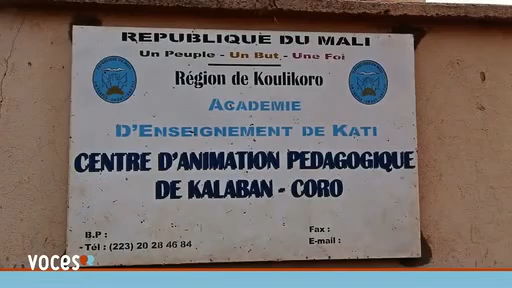 REPUBLIQUE DU MALI
Un Peuple - Un But - Une Foi
Région de Koulikoro
ACADEMIE
D'ENSEIGNEMENT DE KATI
CENTRE D'ANIMATION PEDAGOGIQUE
DE KALABAN - CORO
B.P :
Fax :
Tél : (223) 20 28 46 84
E-mail :
VOCES